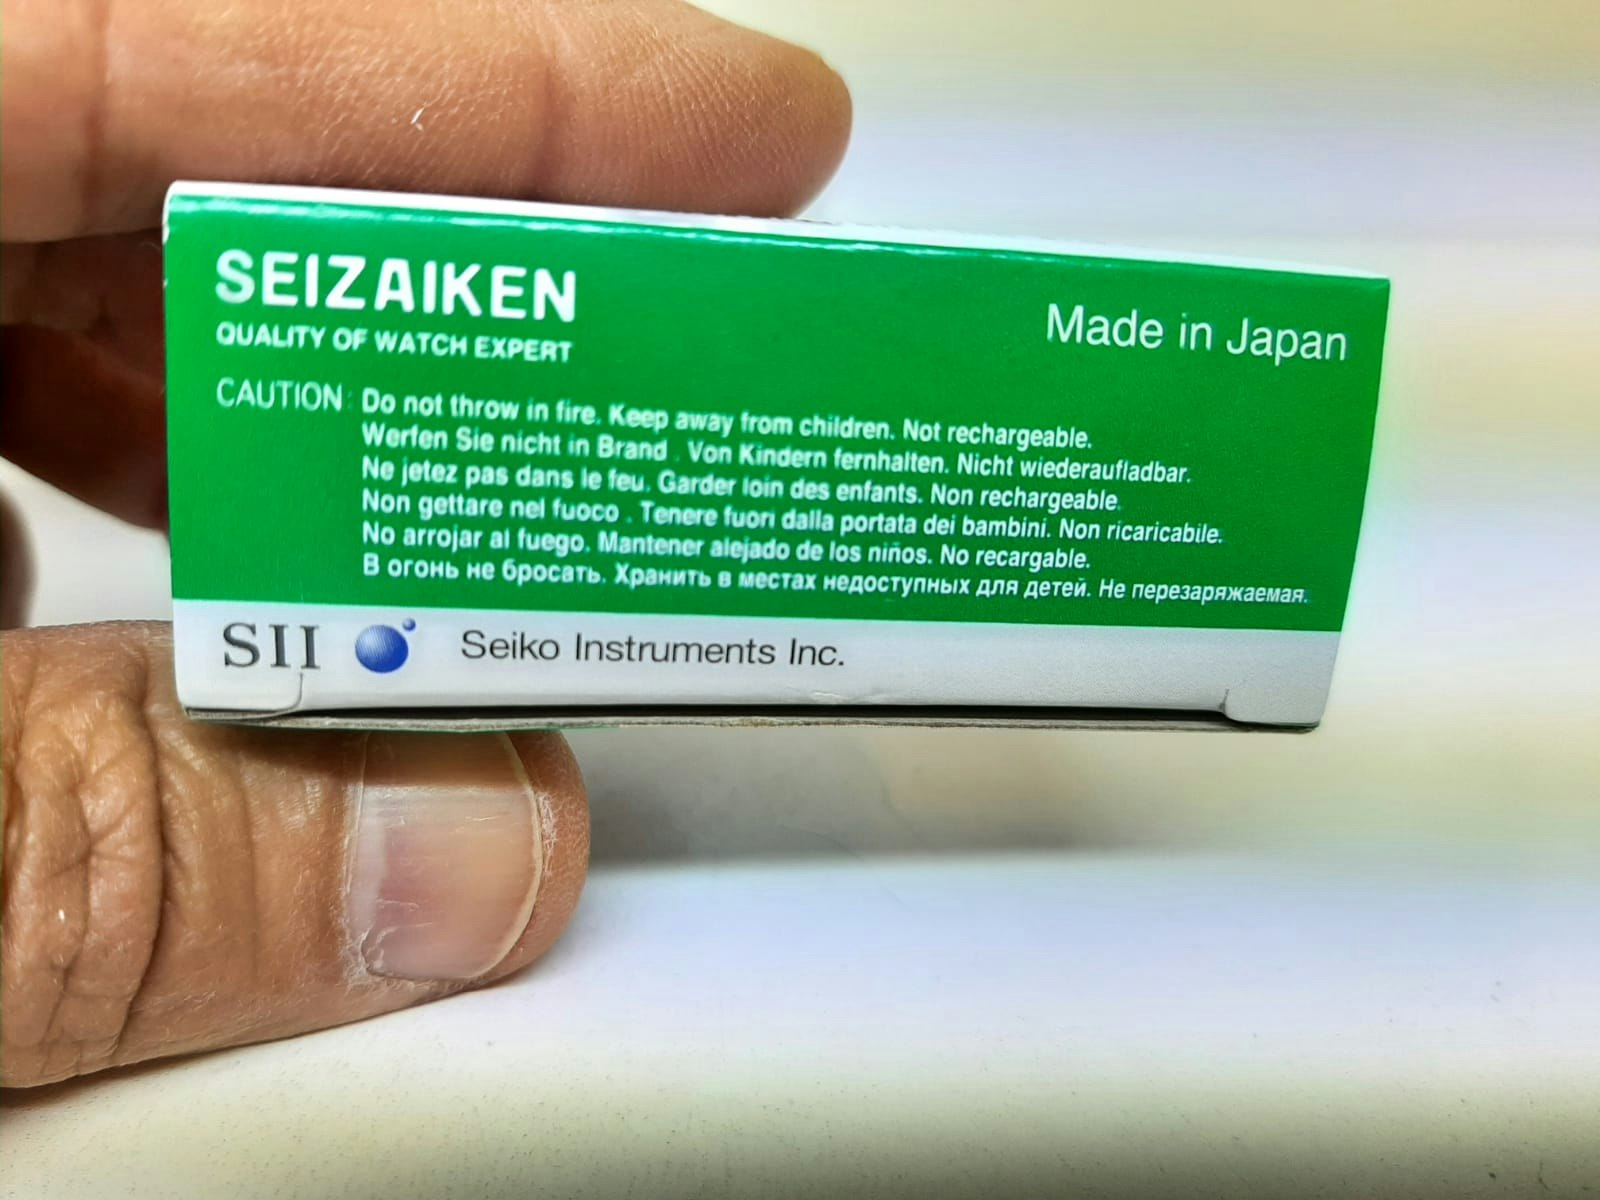 SEIZAIKEN
QUALITY OF WATCH EXPERT
Made in Japan
CAUTION: Do not throw in fire. Keep away from children. Not rechargeable.
Werfen Sie nicht in Brand. Von Kindern fernhalten. Nicht wiederaufladbar.
Ne jetez pas dans le feu. Garder loin des enfants. Non rechargeable.
Non gettare nel fuoco. Tenere fuori dalla portata dei bambini. Non ricaricabile.
No arrojar al fuego. Mantener alejado de los niños. No recargable.
В огонь не бросать. Хранить в местах недоступных для детей. Не перезаряжаемая.
SII Seiko Instruments Inc.